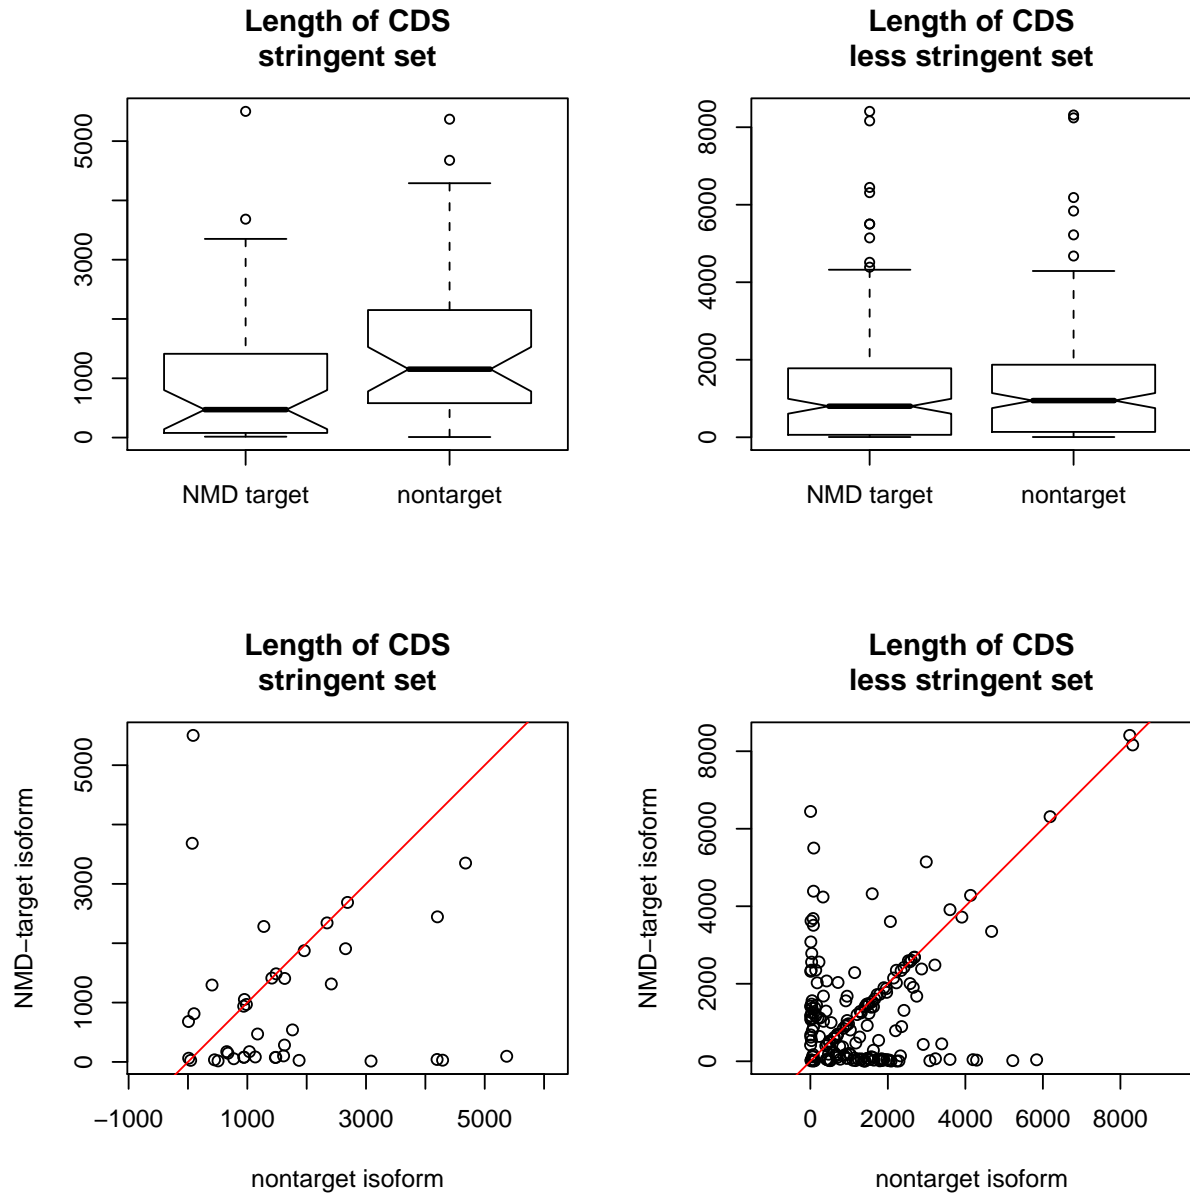 Length of CDS
stringent set
5000
3000
1000
0
NMD target
nontarget
Length of CDS
less stringent set
8000
6000
4000
2000
0
NMD target
nontarget
Length of CDS
stringent set
NMD−target isoform
5000
3000
1000
0
−1000
1000
3000
5000
nontarget isoform
Length of CDS
less stringent set
NMD−target isoform
8000
6000
4000
2000
0
0
2000
4000
6000
8000
nontarget isoform